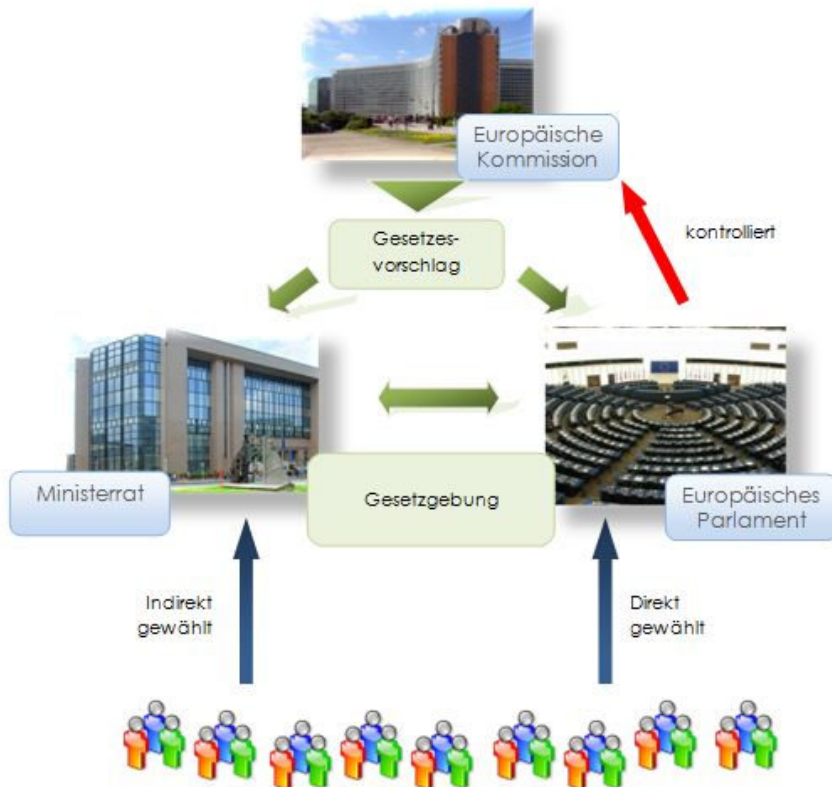 Europäische
Kommission
Gesetzes-
vorschlag
kontrolliert
Ministerrat
Gesetzgebung
Europäisches
Parlament
Indirekt
gewählt
Direkt
gewählt